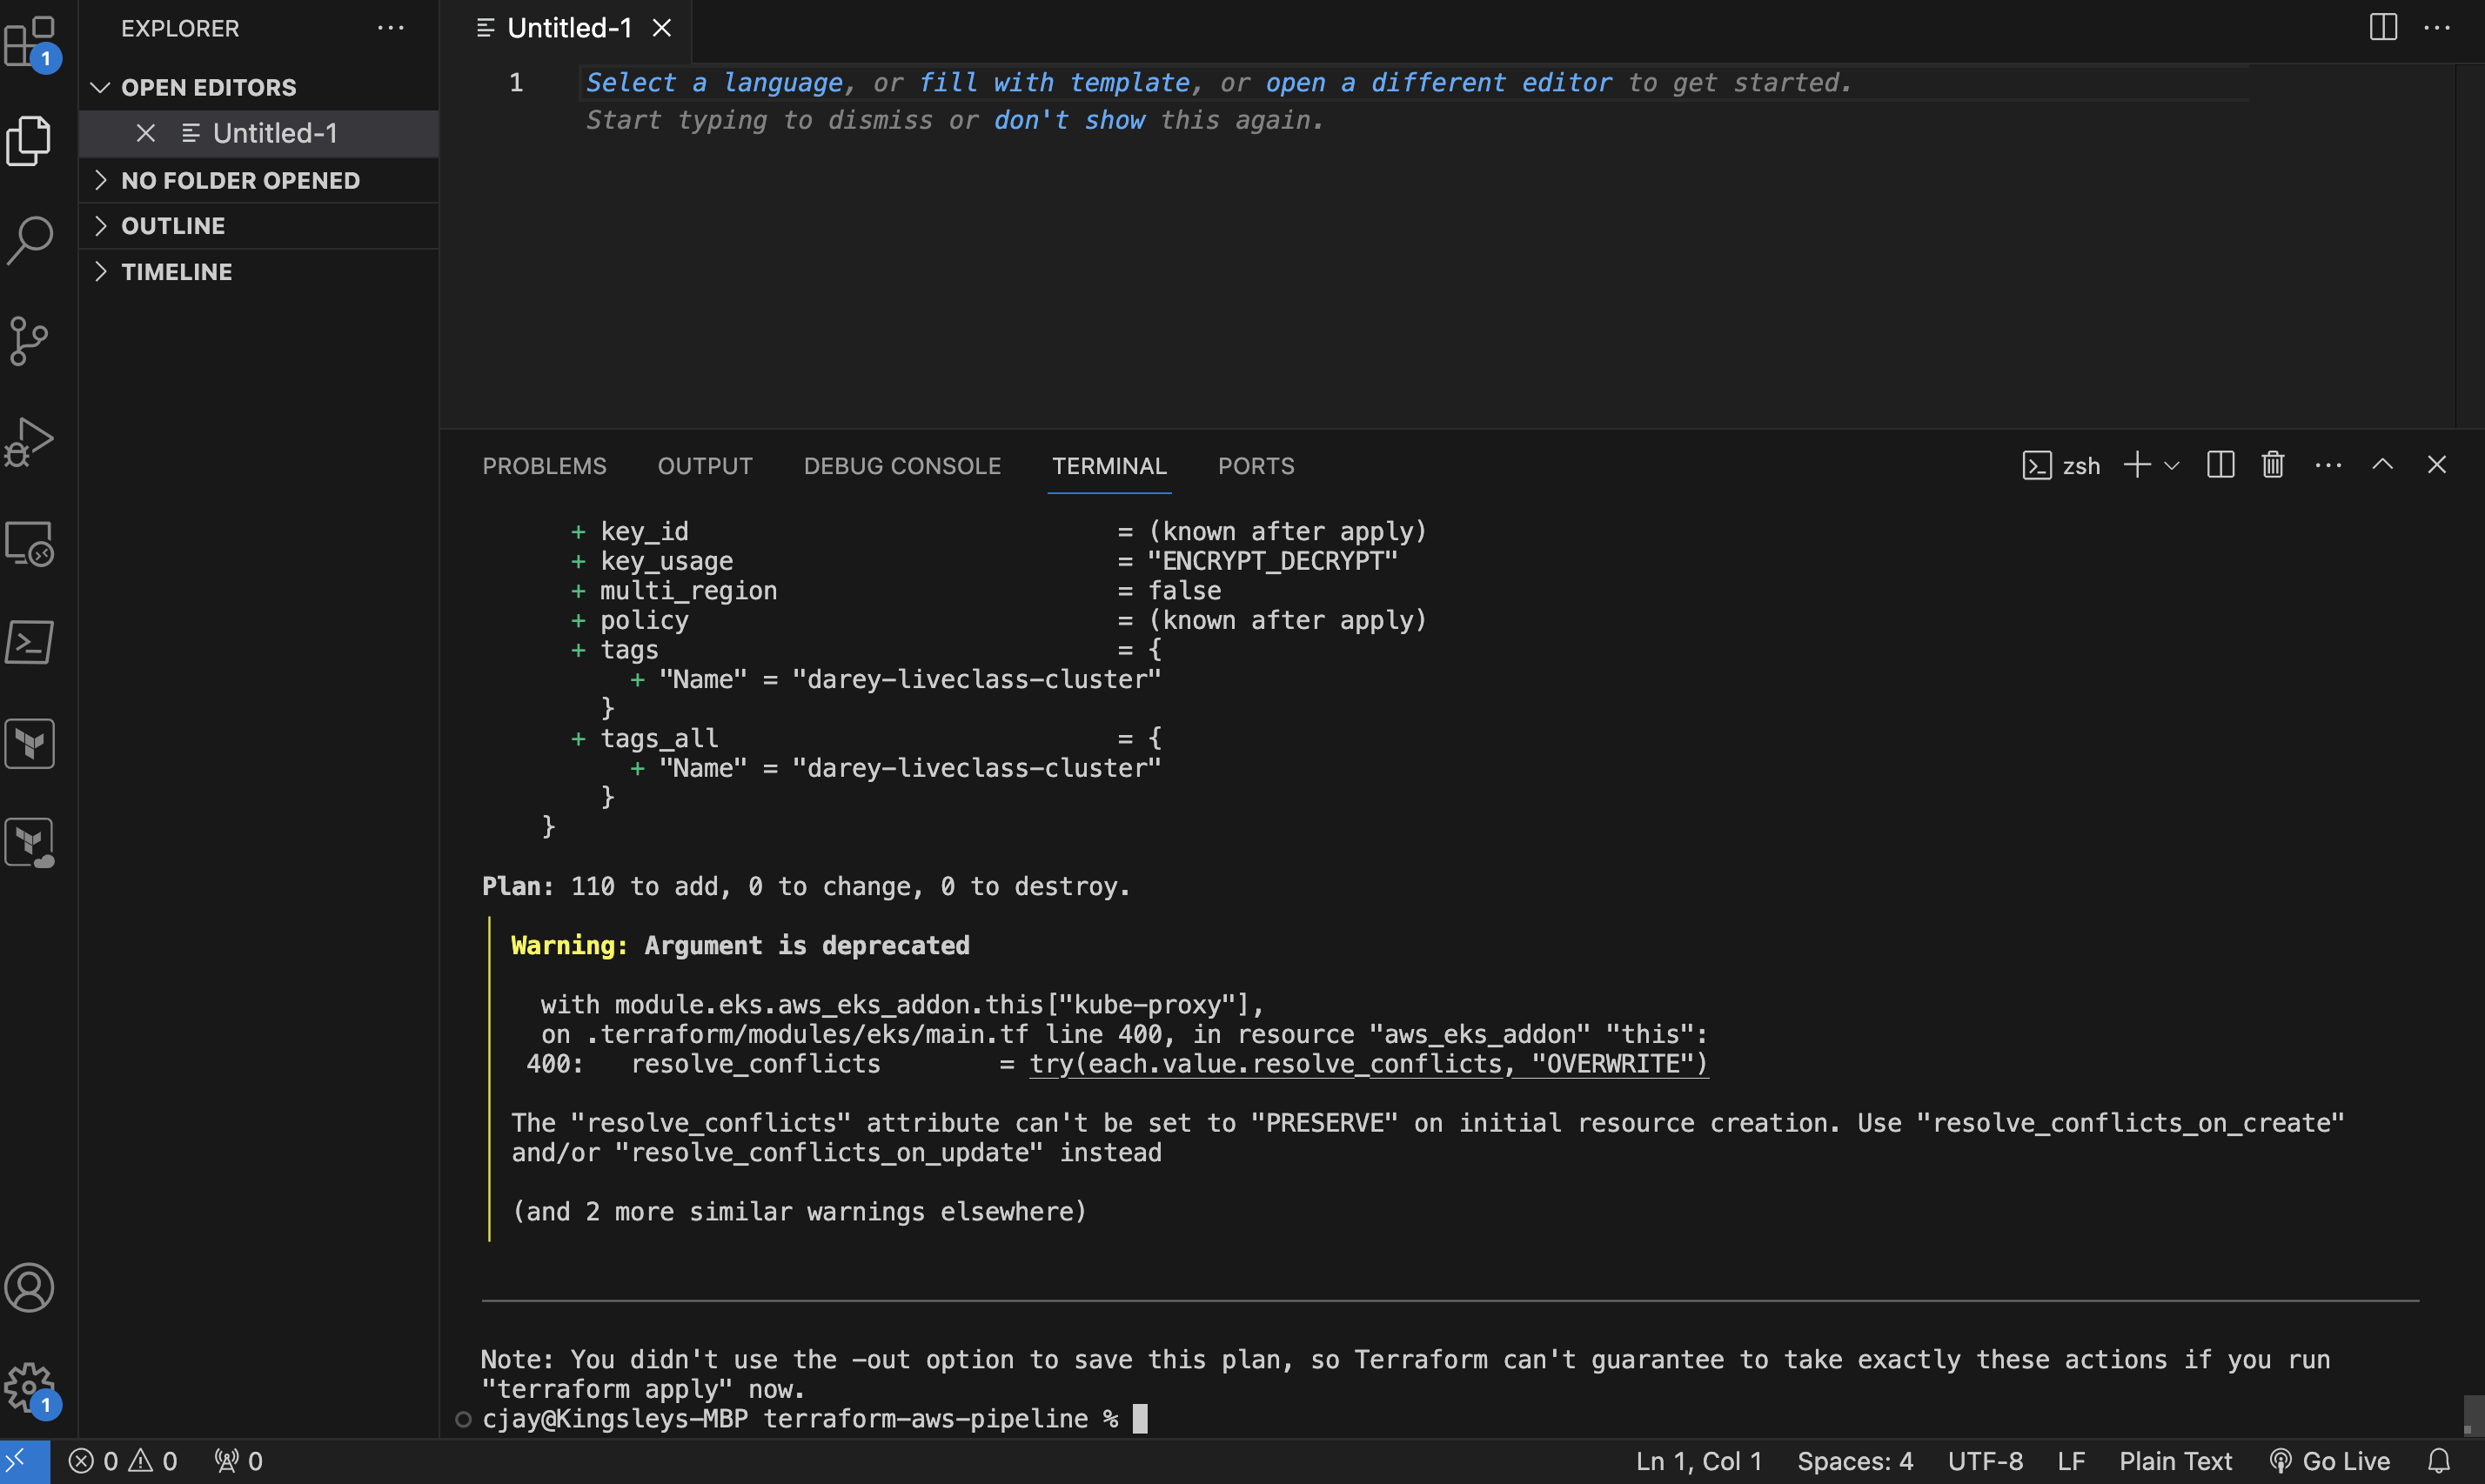 EXPLORER
Untitled-1
1
OPEN EDITORS
Untitled-1
NO FOLDER OPENED
OUTLINE
TIMELINE
1 Select a language, or fill with template, or open a different editor to get started.
Start typing to dismiss or don't show this again.
PROBLEMS OUTPUT DEBUG CONSOLE TERMINAL PORTS zsh
+ key_id = (known after apply)
+ key_usage = "ENCRYPT_DECRYPT"
+ multi_region = false
+ policy = (known after apply)
+ tags = {
+ "Name" = "darey-liveclass-cluster"
}
+ tags_all = {
+ "Name" = "darey-liveclass-cluster"
}
}
Plan: 110 to add, 0 to change, 0 to destroy.
Warning: Argument is deprecated
with module.eks.aws_eks_addon.this["kube-proxy"],
on .terraform/modules/eks/main.tf line 400, in resource "aws_eks_addon" "this":
400: resolve_conflicts = try(each.value.resolve_conflicts, "OVERWRITE")
The "resolve_conflicts" attribute can't be set to "PRESERVE" on initial resource creation. Use "resolve_conflicts_on_create"
and/or "resolve_conflicts_on_update" instead
(and 2 more similar warnings elsewhere)
Note: You didn't use the -out option to save this plan, so Terraform can't guarantee to take exactly these actions if you run
"terraform apply" now.
cjay@Kingsleys-MBP terraform-aws-pipeline %
1
0 0 0 Ln 1, Col 1 Spaces: 4 UTF-8 LF Plain Text Go Live